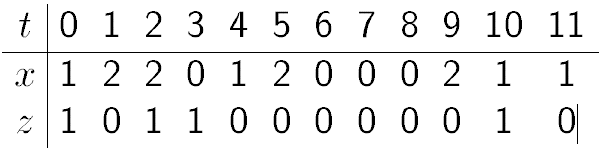 t 0 1 2 3 4 5 6 7 8 9 10 11
x 1 2 2 0 1 2 0 0 0 2 1 1
z 1 0 1 1 0 0 0 0 0 0 1 0